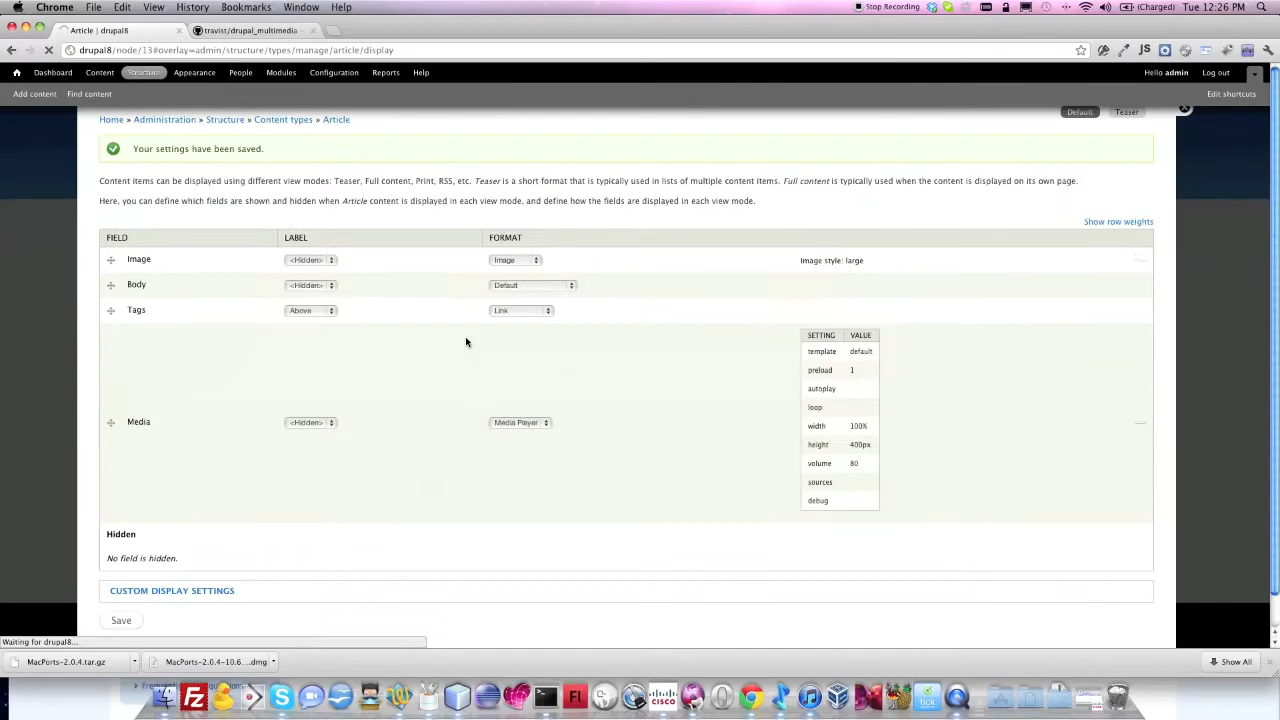 Chrome File Edit View History Bookmarks Window Help Stop Recording (Charged) Tue 12:26 PM
Article | drupal8 travist/drupal_multimedia
drupal8/node/13#overlay=admin/structure/types/manage/article/display
Dashboard Content Structure Appearance People Modules Configuration Reports Help Hello admin Log out
Add content Find content Edit shortcuts
Home » Administration » Structure » Content types » Article Default Teaser
Your settings have been saved.
Content items can be displayed using different view modes: Teaser, Full content, Print, RSS, etc. Teaser is a short format that is typically used in lists of multiple content items. Full content is typically used when the content is displayed on its own page.
Here, you can define which fields are shown and hidden when Article content is displayed in each view mode, and define how the fields are displayed in each view mode.
Show row weights
FIELD LABEL FORMAT
Image <Hidden> Image Image style: large
Body <Hidden> Default
Tags Above Link
SETTING VALUE
template default
preload 1
autoplay
loop
Media <Hidden> Media Player
width 100%
height 400px
volume 80
sources
debug
Hidden
No field is hidden.
CUSTOM DISPLAY SETTINGS
Save
Waiting for drupal8...
MacPorts-2.0.4.tar.gz MacPorts-2.0.4-10.6....dmg Show All